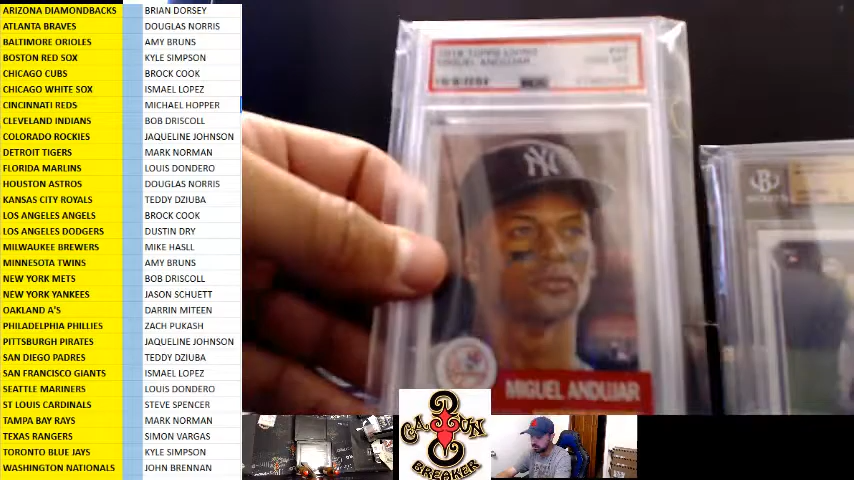 ARIZONA DIAMONDBACKS BRIAN DORSEY
ATLANTA BRAVES DOUGLAS NORRIS
BALTIMORE ORIOLES AMY BRUNS
BOSTON RED SOX KYLE SIMPSON
CHICAGO CUBS BROCK COOK
CHICAGO WHITE SOX ISMAEL LOPEZ
CINCINNATI REDS MICHAEL HOPPER
CLEVELAND INDIANS BOB DRISCOLL
COLORADO ROCKIES JAQUELINE JOHNSON
DETROIT TIGERS MARK NORMAN
FLORIDA MARLINS LOUIS DONDERO
HOUSTON ASTROS DOUGLAS NORRIS
KANSAS CITY ROYALS TEDDY DZIUBA
LOS ANGELES ANGELS BROCK COOK
LOS ANGELES DODGERS DUSTIN DRY
MILWAUKEE BREWERS MIKE HASLL
MINNESOTA TWINS AMY BRUNS
NEW YORK METS BOB DRISCOLL
NEW YORK YANKEES JASON SCHUETT
OAKLAND A'S DARRIN MITEEN
PHILADELPHIA PHILLIES ZACH PUKASH
PITTSBURGH PIRATES JAQUELINE JOHNSON
SAN DIEGO PADRES TEDDY DZIUBA
SAN FRANCISCO GIANTS ISMAEL LOPEZ
SEATTLE MARINERS LOUIS DONDERO
ST LOUIS CARDINALS STEVE SPENCER
TAMPA BAY RAYS MARK NORMAN
TEXAS RANGERS SIMON VARGAS
TORONTO BLUE JAYS KYLE SIMPSON
WASHINGTON NATIONALS JOHN BRENNAN
2018 TOPPS LIVING
MIGUEL ANDUJAR
NY
MIGUEL ANDUJAR
CAJUN
BREAKER